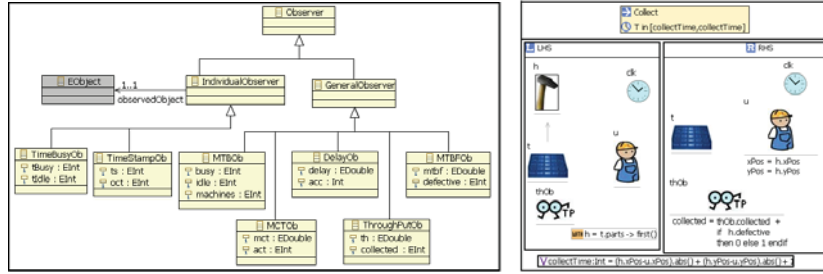 Observer
EObject
1..1
observedObject
IndividualObserver
GeneralObserver
TimeBusyOb
tBusy : EInt
tIdle : EInt
TimeStampOb
ts : EInt
oct : EInt
MTBOb
busy : EInt
idle : EInt
machines : EInt
DelayOb
delay : EDouble
acc : Int
MTBFOb
mtbf : EDouble
defective : EInt
MCTOb
mct : EDouble
act : EInt
ThroughPutOb
th : EDouble
collected : EInt
Collect
T in [collectTime,collectTime]
L LHS
h
clk
u
t
thOb
TP
WITH h = t.parts -> first()
R RHS
clk
u
t
xPos = h.xPos
yPos = h.yPos
thOb
TP
collected = thOb.collected +
if h.defective
then 0 else 1 endif
V collectTime:Int = (h.xPos-u.xPos).abs() + (h.yPos-u.yPos).abs()+